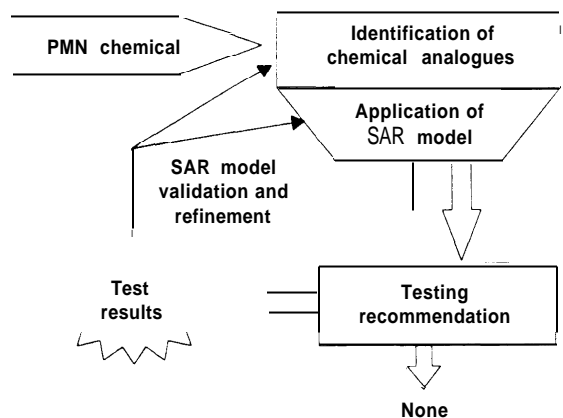 PMN chemical
Identification of
chemical analogues
Application of
SAR model
SAR model
validation and
refinement
Test
results
Testing
recommendation
None